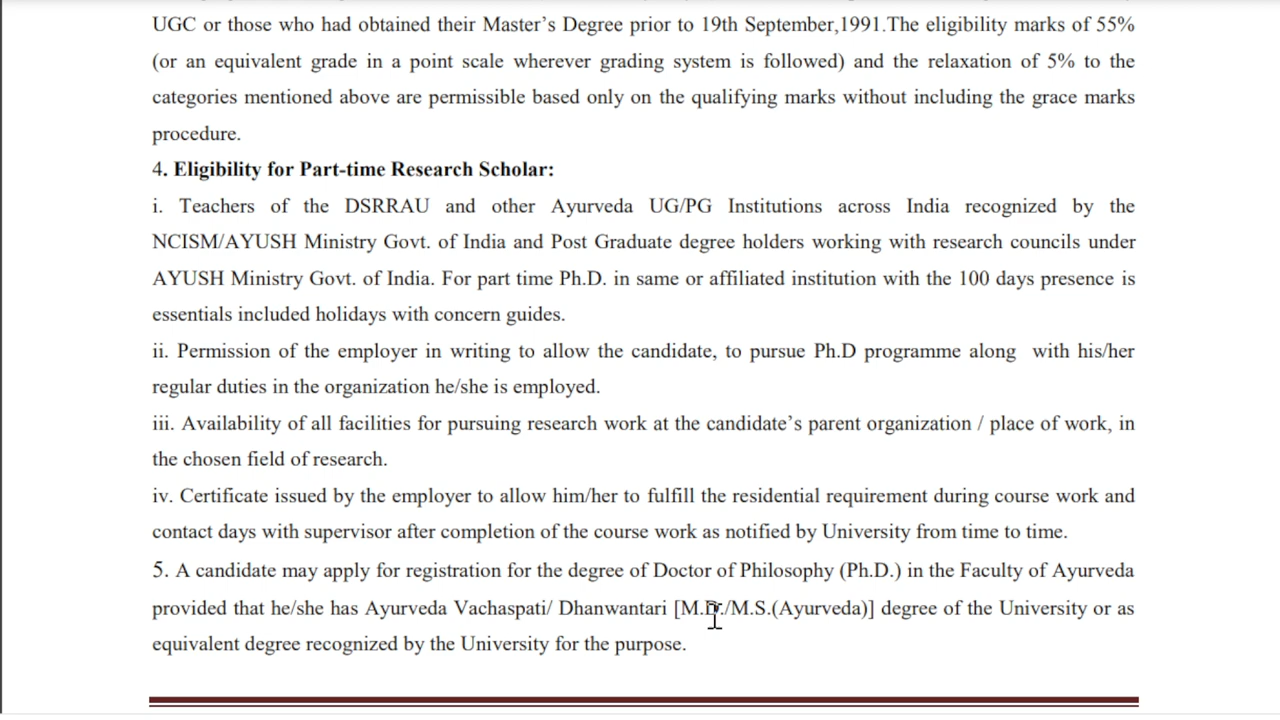 UGC or those who had obtained their Master’s Degree prior to 19th September,1991.The eligibility marks of 55%
(or an equivalent grade in a point scale wherever grading system is followed) and the relaxation of 5% to the
categories mentioned above are permissible based only on the qualifying marks without including the grace marks
procedure.
4. Eligibility for Part-time Research Scholar:
i. Teachers of the DSRRAU and other Ayurveda UG/PG Institutions across India recognized by the
NCISM/AYUSH Ministry Govt. of India and Post Graduate degree holders working with research councils under
AYUSH Ministry Govt. of India. For part time Ph.D. in same or affiliated institution with the 100 days presence is
essentials included holidays with concern guides.
ii. Permission of the employer in writing to allow the candidate, to pursue Ph.D programme along with his/her
regular duties in the organization he/she is employed.
iii. Availability of all facilities for pursuing research work at the candidate’s parent organization / place of work, in
the chosen field of research.
iv. Certificate issued by the employer to allow him/her to fulfill the residential requirement during course work and
contact days with supervisor after completion of the course work as notified by University from time to time.
5. A candidate may apply for registration for the degree of Doctor of Philosophy (Ph.D.) in the Faculty of Ayurveda
provided that he/she has Ayurveda Vachaspati/ Dhanwantari [M.D./M.S.(Ayurveda)] degree of the University or as
equivalent degree recognized by the University for the purpose.